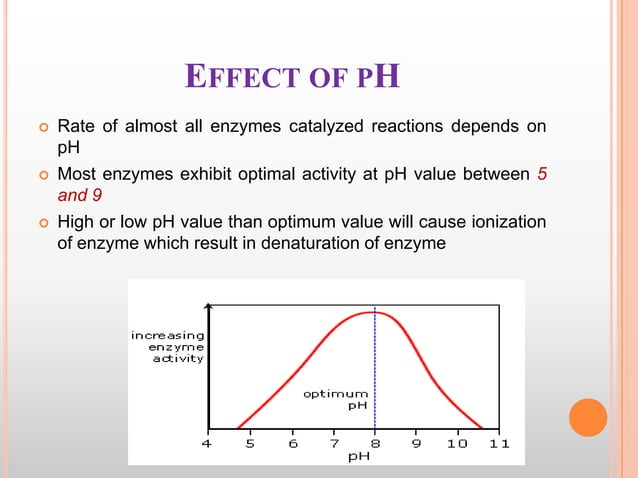 EFFECT OF PH
Rate of almost all enzymes catalyzed reactions depends on
pH
Most enzymes exhibit optimal activity at pH value between 5
and 9
High or low pH value than optimum value will cause ionization
of enzyme which result in denaturation of enzyme
increasing
enzyme
activity
optimum
pH
4 5 6 7 8 9 10 11
pH